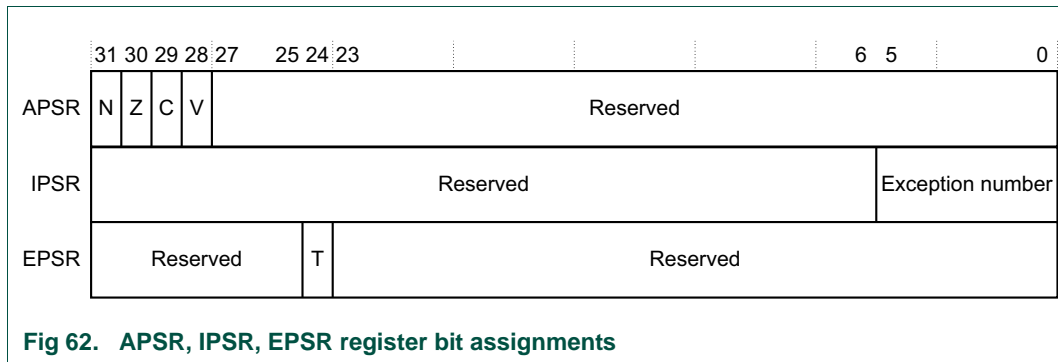 31 30 29 28 27 25 24 23 6 5 0
APSR N Z C V Reserved
IPSR Reserved Exception number
EPSR Reserved T Reserved
Fig 62. APSR, IPSR, EPSR register bit assignments